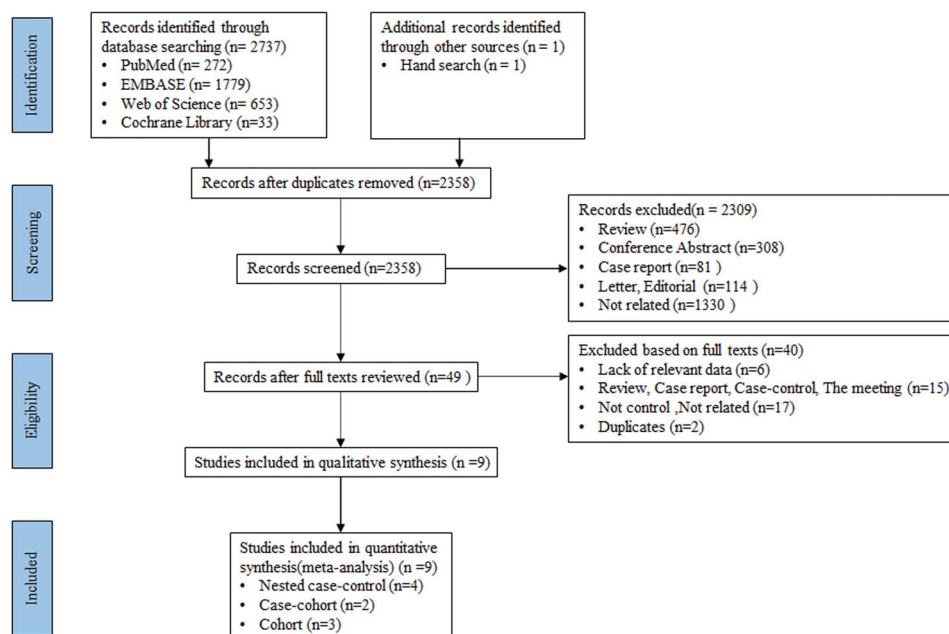 Identification
Records identified through
database searching (n= 2737)
• PubMed (n = 272)
• EMBASE (n = 1779)
• Web of Science (n = 653)
• Cochrane Library (n=33)
Additional records identified
through other sources (n = 1)
• Hand search (n = 1)
Records after duplicates removed (n=2358)
Screening
Records screened (n=2358)
Records excluded(n = 2309)
• Review (n=476)
• Conference Abstract (n=308)
• Case report (n=81 )
• Letter, Editorial (n=114 )
• Not related (n=1330 )
Eligibility
Records after full texts reviewed (n=49 )
Excluded based on full texts (n=40)
• Lack of relevant data (n=6)
• Review, Case report, Case-control, The meeting (n=15)
• Not control ,Not related (n=17)
• Duplicates (n=2)
Studies included in qualitative synthesis (n =9)
Included
Studies included in quantitative
synthesis(meta-analysis) (n =9)
• Nested case-control (n=4)
• Case-cohort (n=2)
• Cohort (n=3)